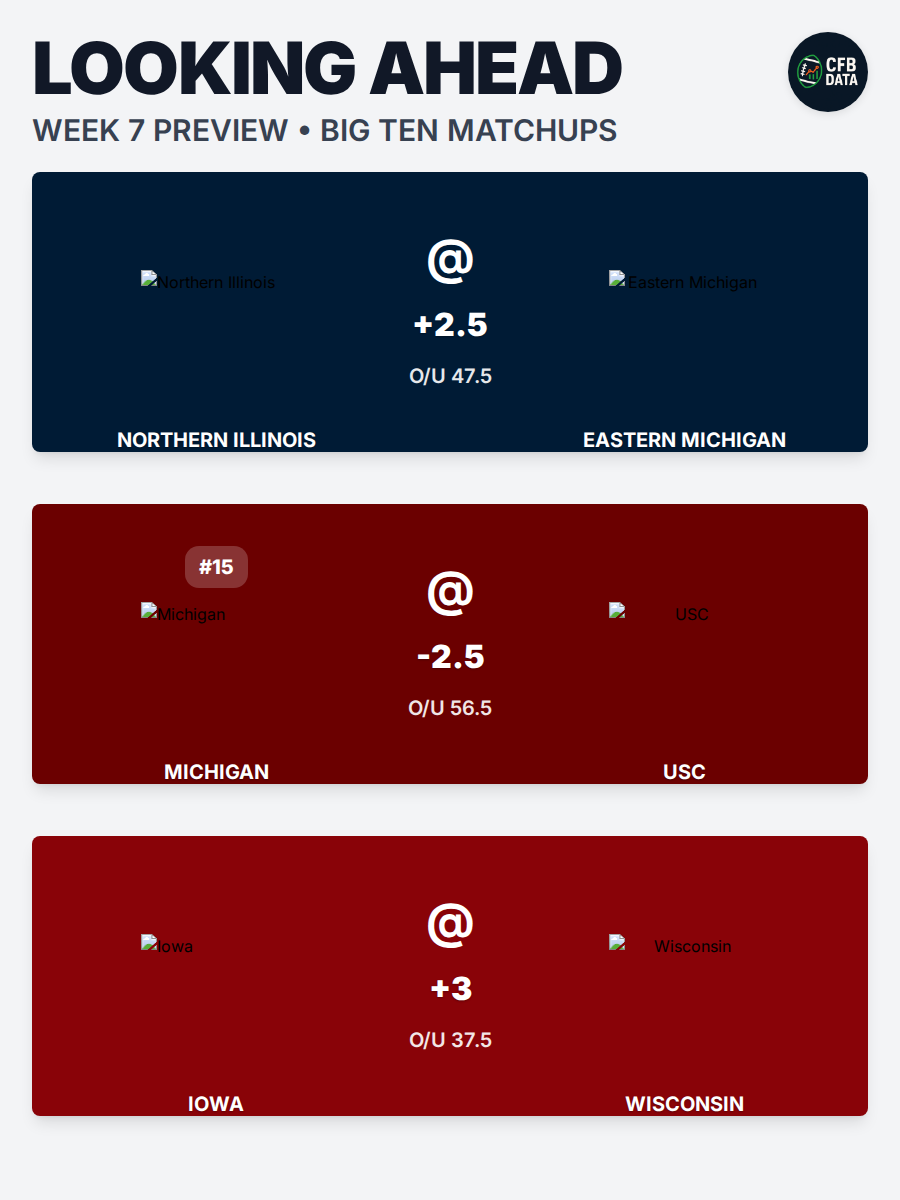 LOOKING AHEAD
CFB
DATA
WEEK 7 PREVIEW • BIG TEN MATCHUPS
@
Northern Illinois
Eastern Michigan
+2.5
O/U 47.5
NORTHERN ILLINOIS
EASTERN MICHIGAN
#15
@
Michigan
USC
-2.5
O/U 56.5
MICHIGAN
USC
@
Iowa
Wisconsin
+3
O/U 37.5
IOWA
WISCONSIN